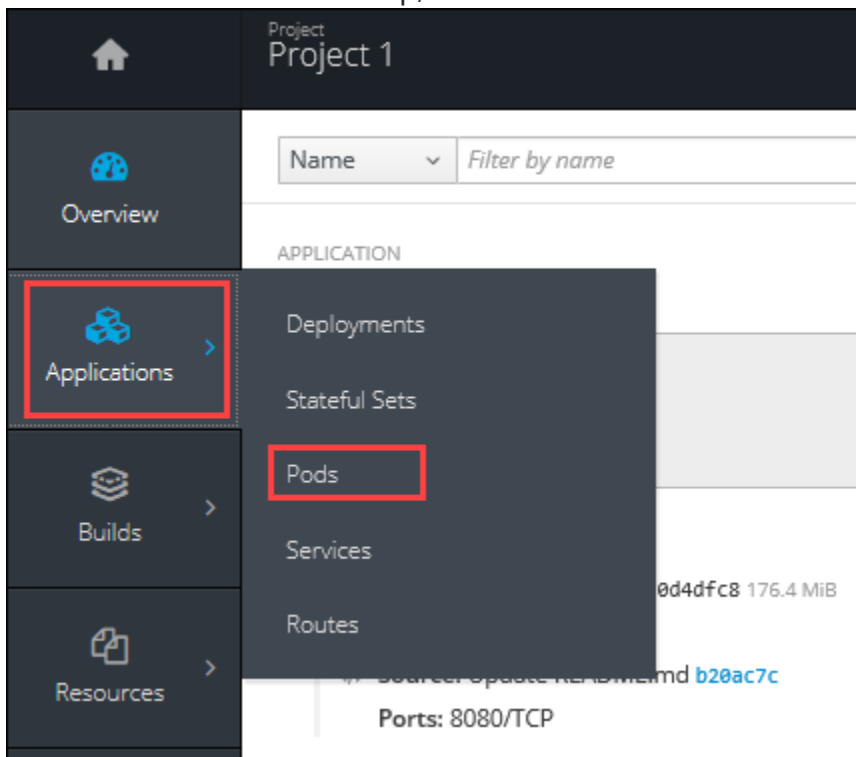 Project
Project 1
Name
Filter by name
Overview
APPLICATION
Applications
Deployments
Stateful Sets
Pods
Services
Routes
Builds
Resources
0d4dfc8 176.4 MiB
b20ac7c
Ports: 8080/TCP